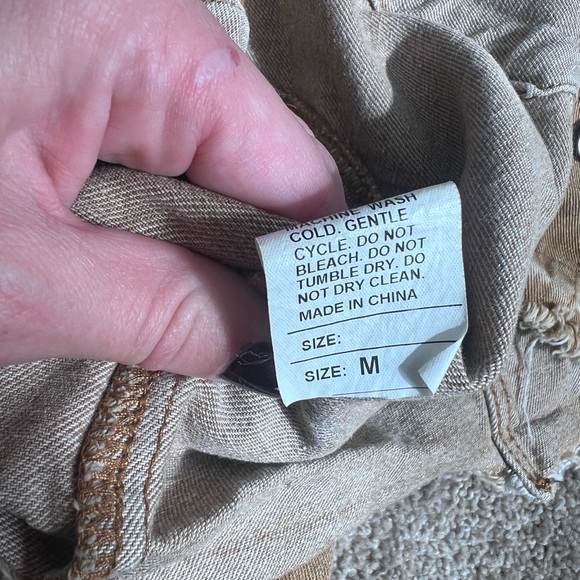 MACHINE WASH
COLD. GENTLE
CYCLE. DO NOT
BLEACH. DO NOT
TUMBLE DRY. DO
NOT DRY CLEAN.
MADE IN CHINA
SIZE:
SIZE: M